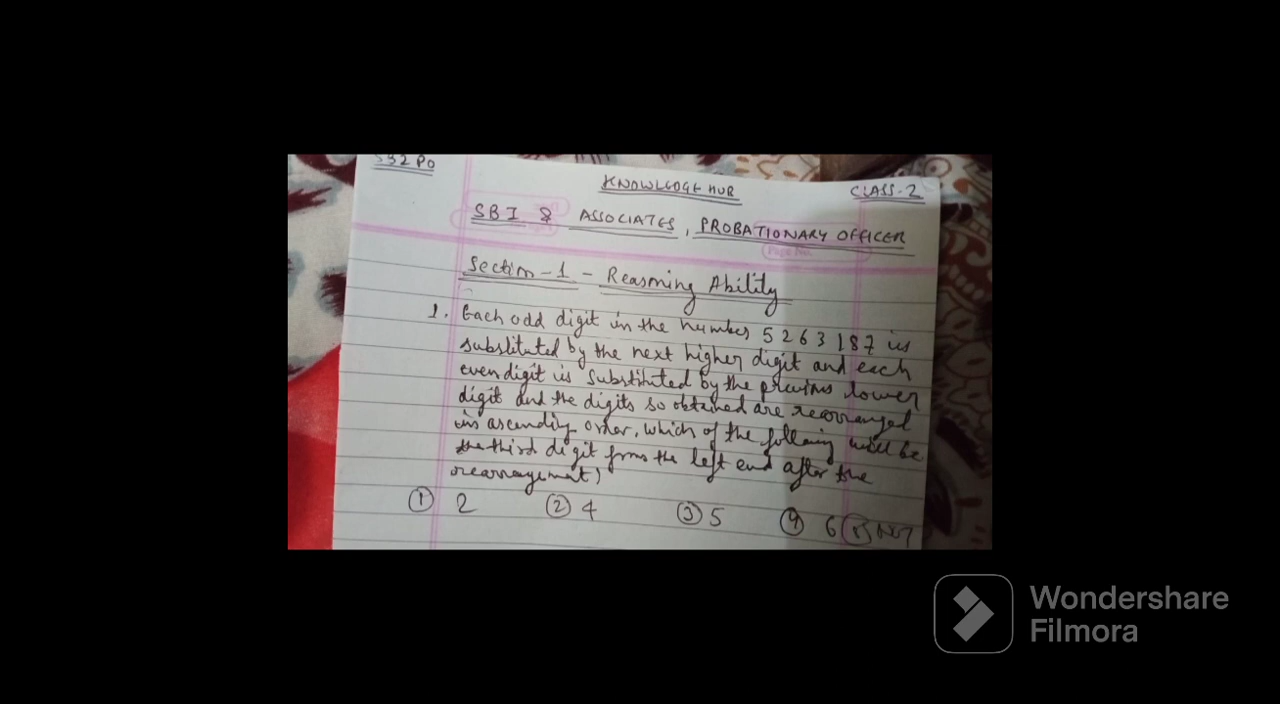 KNOWLEDGE HUB
CLASS-2
SBI & ASSOCIATES, PROBATIONARY OFFICER
Section-1 - Reasoning Ability
1. Each odd digit in the number 5263187 is
substituted by the next higher digit and each
even digit is substituted by the previous lower
digit and the digits so obtained are rearranged
in ascending order, which of the following will be
the third digit from the left end after the
rearrangement)
① 2 ② 4 ③ 5 ④ 6
Wondershare
Filmora